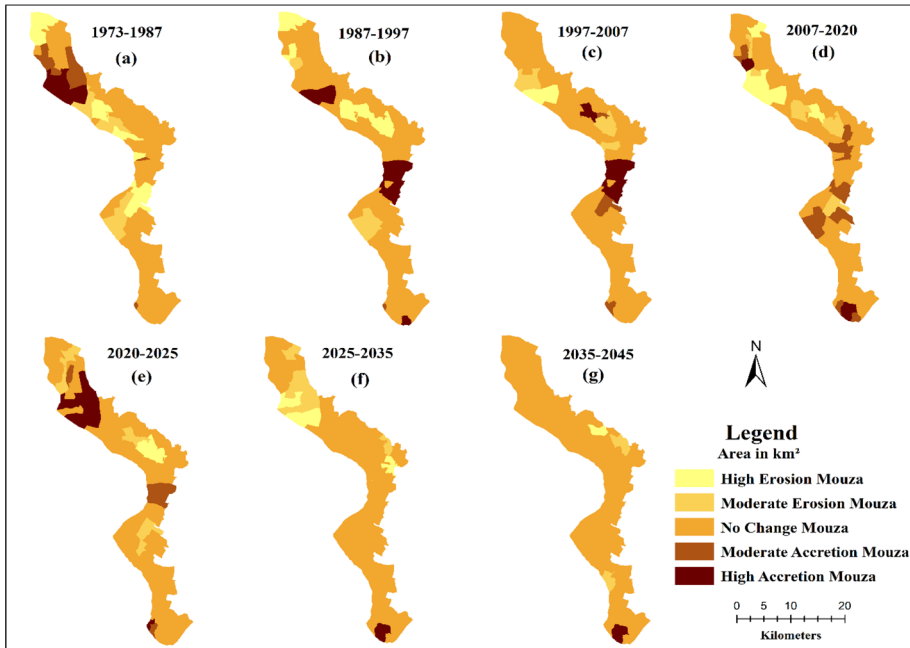 1973-1987
(a)
1987-1997
(b)
1997-2007
(c)
2007-2020
(d)
2020-2025
(e)
2025-2035
(f)
2035-2045
(g)
N
Legend
Area in km²
High Erosion Mouza
Moderate Erosion Mouza
No Change Mouza
Moderate Accretion Mouza
High Accretion Mouza
0 5 10 20
Kilometers